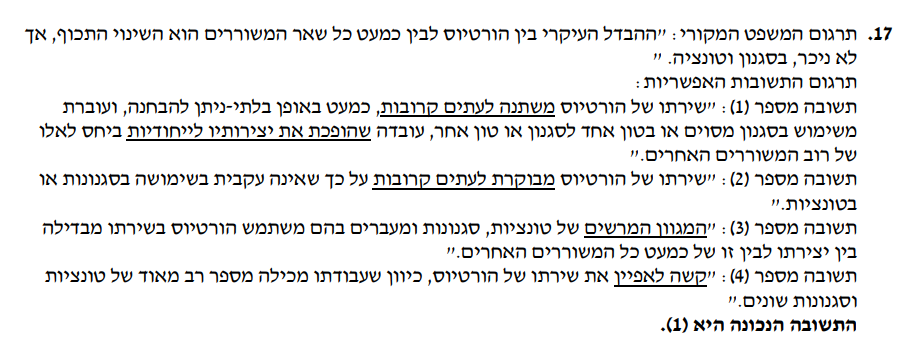 17. תרגום המשפט המקורי: "ההבדל העיקרי בין הורטיוס לבין כמעט כל שאר המשוררים הוא השינוי התכוף, אך
לא ניכר, בסגנון וטונציה. "
תרגום התשובות האפשריות:
תשובה מספר (1): "שירתו של הורטיוס משתנה לעתים קרובות, כמעט באופן בלתי-ניתן להבחנה, ועוברת
משימוש בסגנון מסוים או בטון אחד לסגנון או טון אחר, עובדה שהופכת את יצירותיו לייחודיות ביחס לאלו
של רוב המשוררים האחרים."
תשובה מספר (2): "שירתו של הורטיוס מבוקרת לעתים קרובות על כך שאינה עקבית בשימושה בסגנונות או
בטונציות."
תשובה מספר (3): "המגוון המרשים של טונציות, סגנונות ומעברים בהם משתמש הורטיוס בשירתו מבדילה
בין יצירתו לבין זו של כמעט כל המשוררים האחרים."
תשובה מספר (4): "קשה לאפיין את שירתו של הורטיוס, כיוון שעבודתו מכילה מספר רב מאוד של טונציות
וסגנונות שונים."
התשובה הנכונה היא (1).